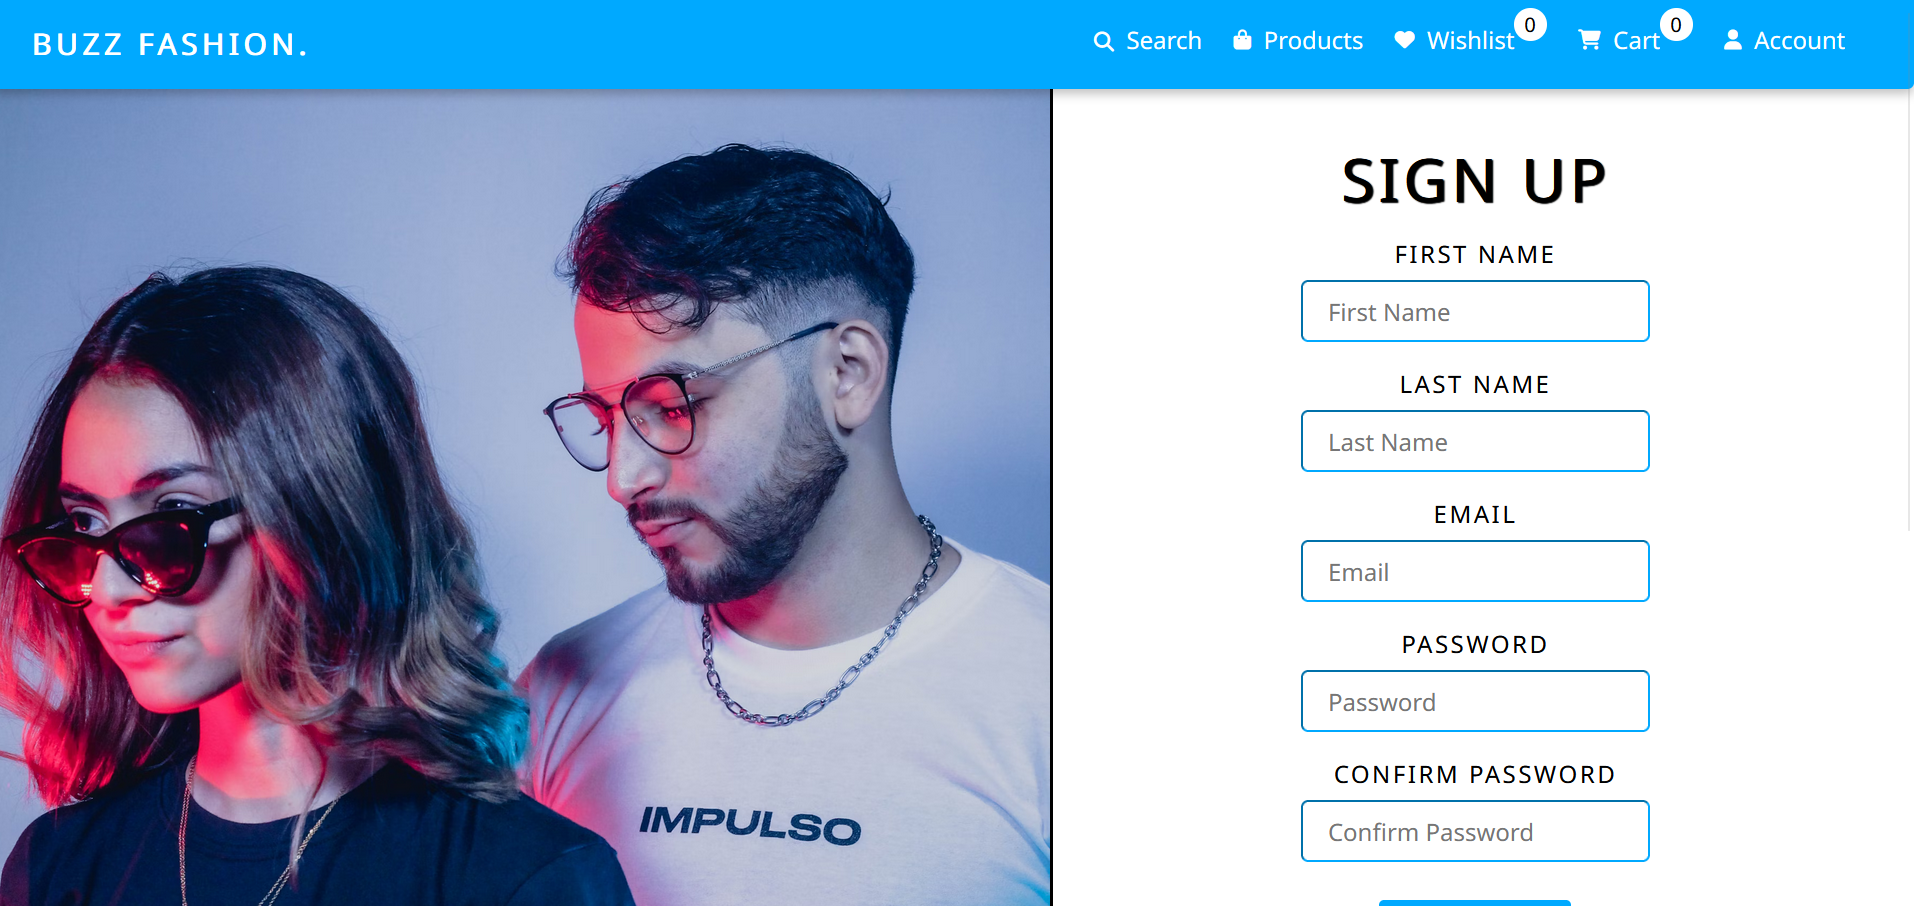 BUZZ FASHION.
Search Products Wishlist 0 Cart 0 Account
SIGN UP
FIRST NAME
First Name
LAST NAME
Last Name
EMAIL
Email
PASSWORD
Password
CONFIRM PASSWORD
Confirm Password
IMPULSO